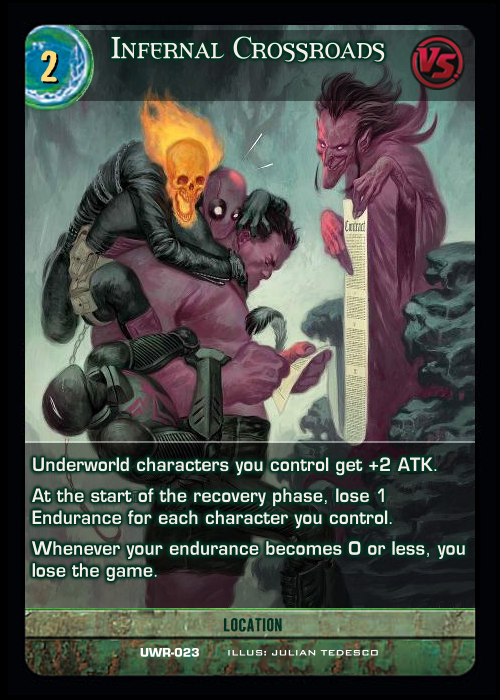 2
INFERNAL CROSSROADS
VS.
Contract
Underworld characters you control get +2 ATK.
At the start of the recovery phase, lose 1
Endurance for each character you control.
Whenever your endurance becomes 0 or less, you
lose the game.
LOCATION
UWR-023 ILLUS: JULIAN TEDESCO